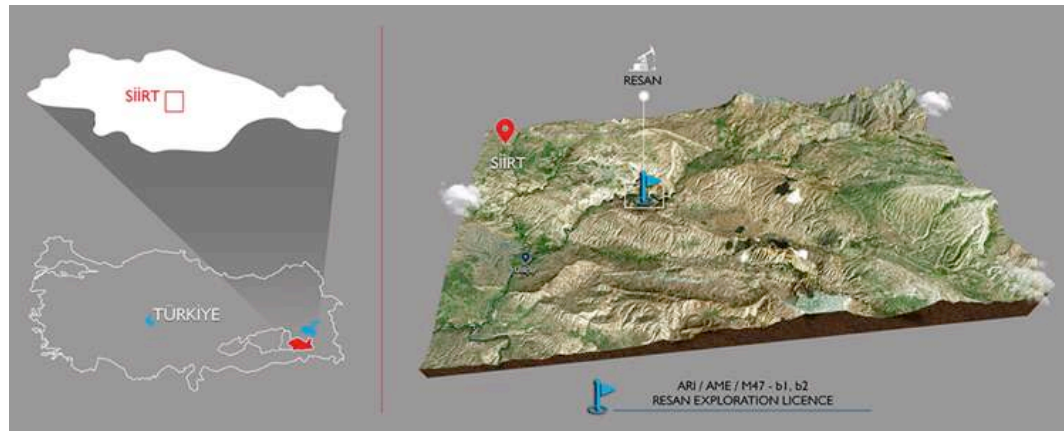 SİİRT
TÜRKİYE
RESAN
SİİRT
ARI / AME / M47 - b1, b2
RESAN EXPLORATION LICENCE